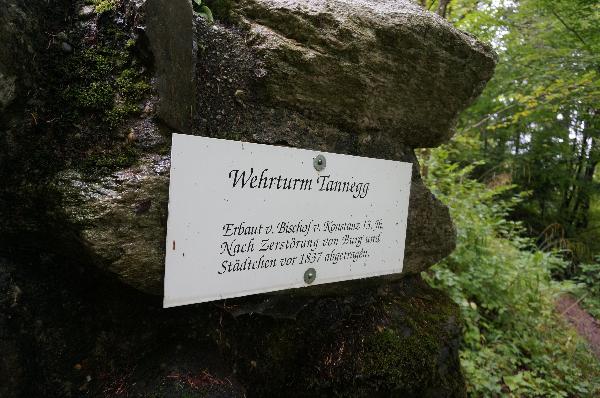 Wehrturm Tannegg
Erbaut v. Bischof v. Konstanz 13. Jh.
Nach Zerstörung von Burg und
Städtchen vor 1837 abgetragen.